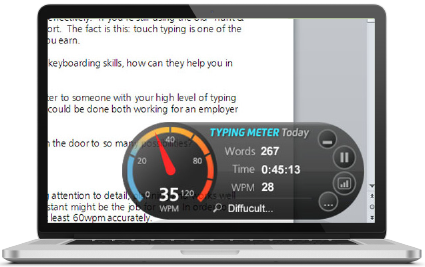 effectively? If you're still using the old "hunt &
ort. The fact is this: touch typing is one of the
ou earn.
keyboarding skills, how can they help you in
ter to someone with your high level of typing
could be done both working for an employer
n the door to so many possibilities?
TYPING METER Today
Words 267
Time 0:45:13
WPM 28
Diffucult...
0
20
40
60
80
120
35
WPM
n attention to detail,
stant might be the job
least 60wpm accurately.